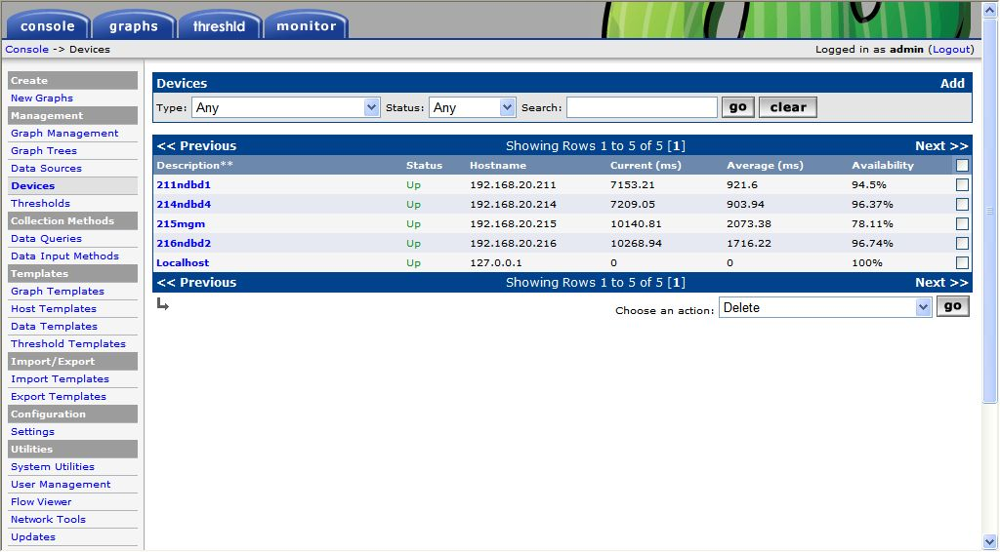 console graphs threshld monitor
Console -> Devices Logged in as admin (Logout)
Create
New Graphs
Management
Graph Management
Graph Trees
Data Sources
Devices
Thresholds
Collection Methods
Data Queries
Data Input Methods
Templates
Graph Templates
Host Templates
Data Templates
Threshold Templates
Import/Export
Import Templates
Export Templates
Configuration
Settings
Utilities
System Utilities
User Management
Flow Viewer
Network Tools
Updates
Devices Add
Type: Any Status: Any Search: go clear
<< Previous Showing Rows 1 to 5 of 5 [1] Next >>
Description** Status Hostname Current (ms) Average (ms) Availability
211ndbd1 Up 192.168.20.211 7153.21 921.6 94.5%
214ndbd4 Up 192.168.20.214 7209.05 903.94 96.37%
215mgm Up 192.168.20.215 10140.81 2073.38 78.11%
216ndbd2 Up 192.168.20.216 10268.94 1716.22 96.74%
Localhost Up 127.0.0.1 0 0 100%
<< Previous Showing Rows 1 to 5 of 5 [1] Next >>
Choose an action: Delete go